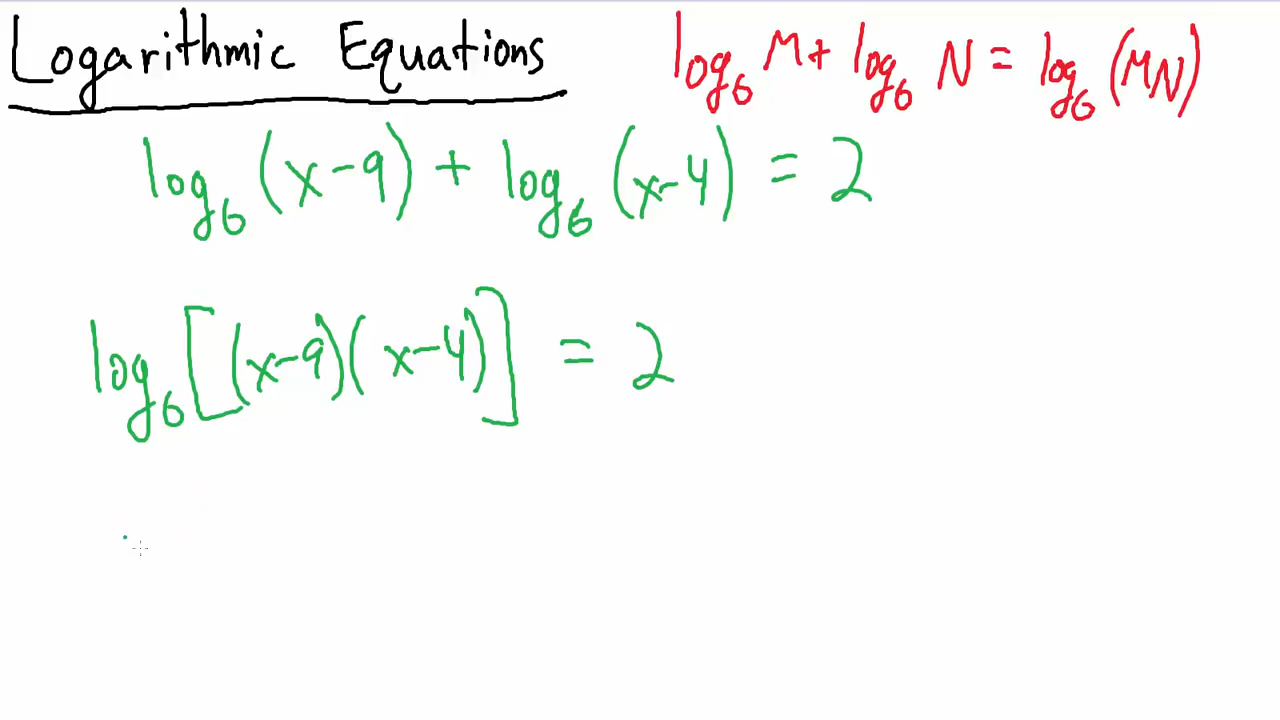 Logarithmic Equations
log₆ M + log₆ N = log₆ (MN)
log₆ (x-9) + log₆ (x-4) = 2
log₆ [(x-9)(x-4)] = 2